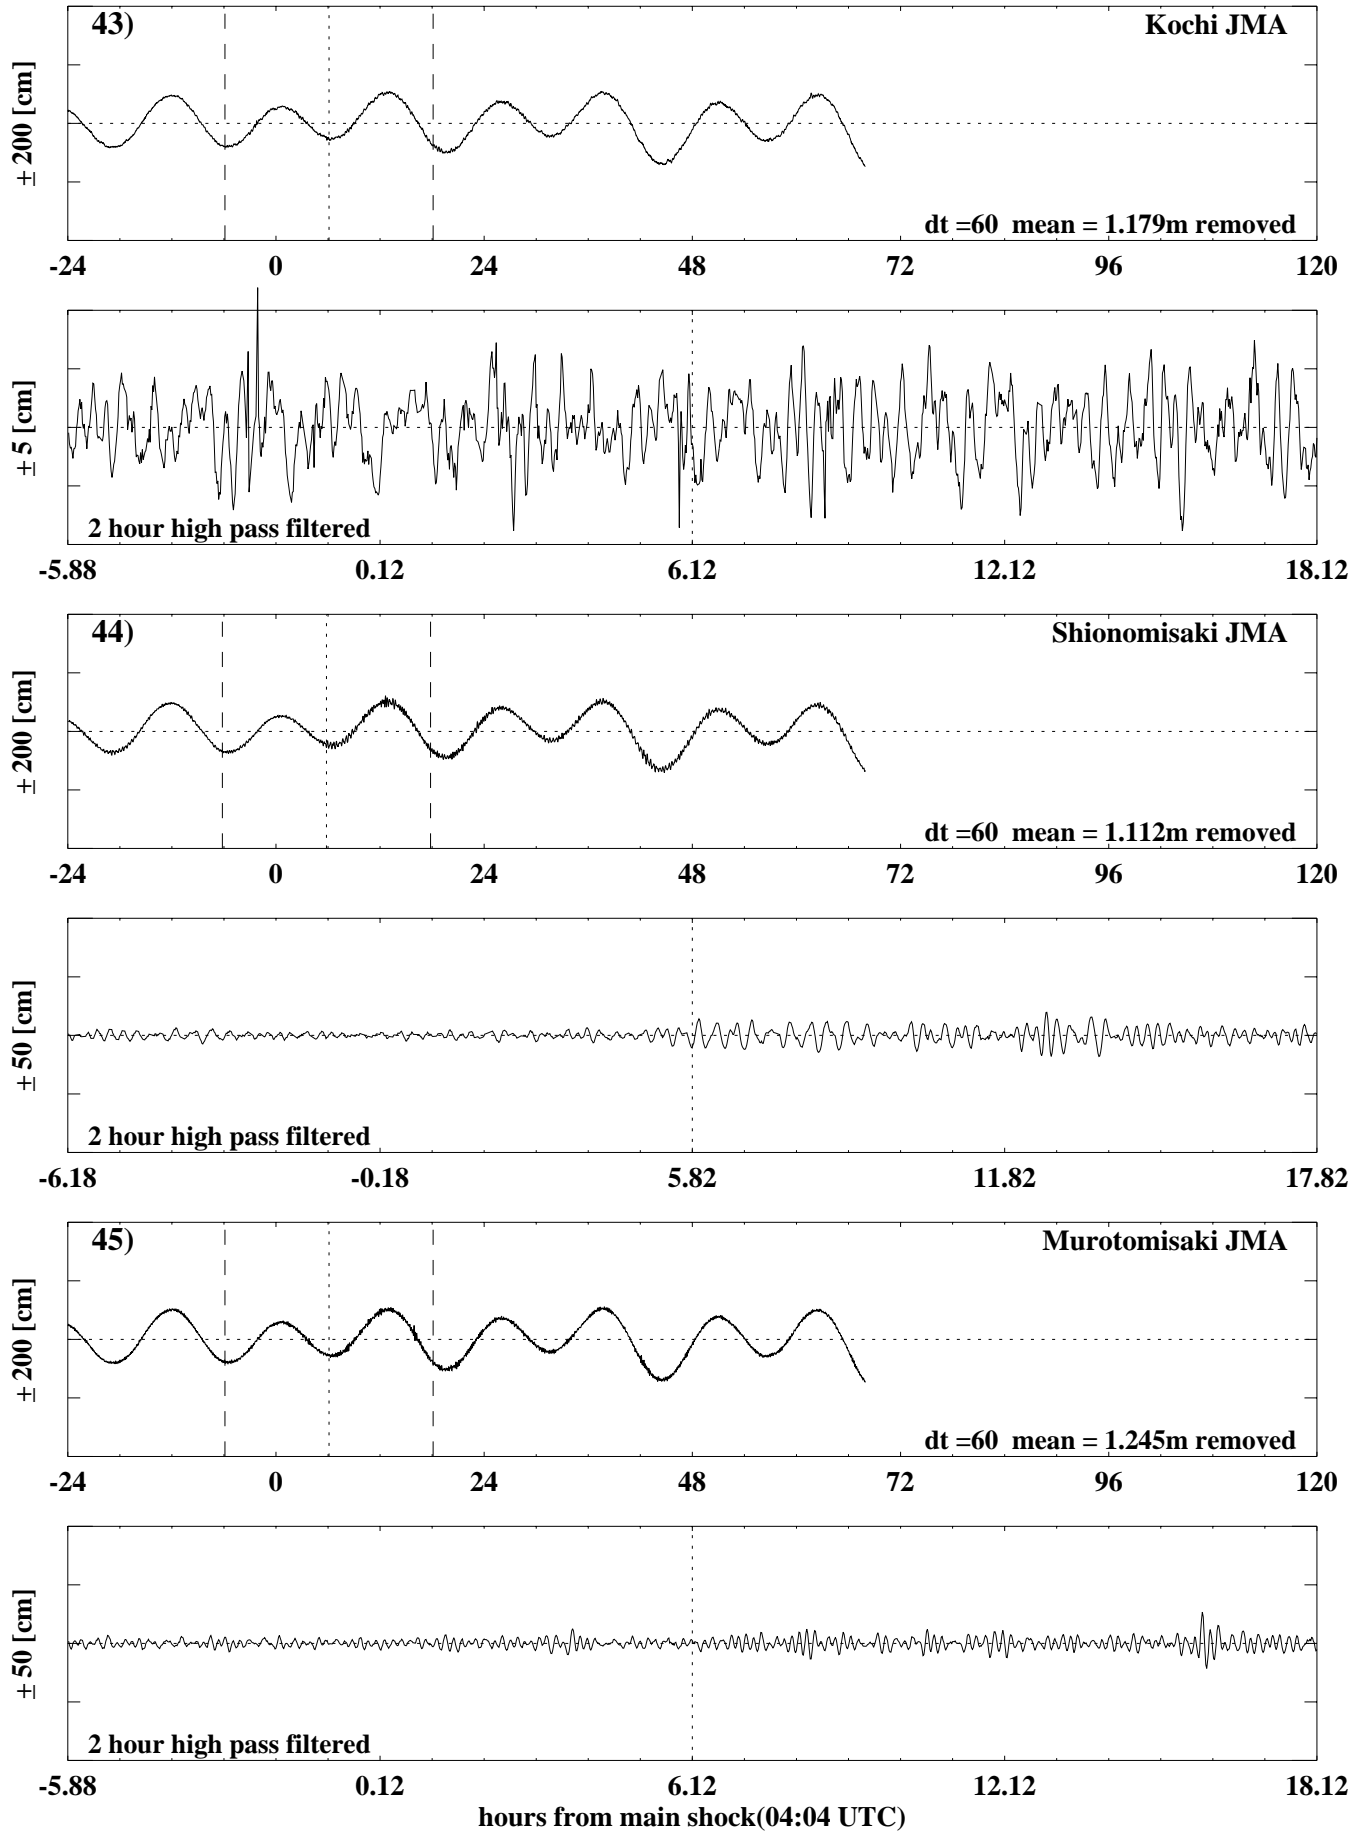 43)
Kochi JMA
± 200 [cm]
dt =60 mean = 1.179m removed
-24 0 24 48 72 96 120
± 5 [cm]
2 hour high pass filtered
-5.88 0.12 6.12 12.12 18.12
44)
Shionomisaki JMA
± 200 [cm]
dt =60 mean = 1.112m removed
-24 0 24 48 72 96 120
± 50 [cm]
2 hour high pass filtered
-6.18 -0.18 5.82 11.82 17.82
45)
Murotomisaki JMA
± 200 [cm]
dt =60 mean = 1.245m removed
-24 0 24 48 72 96 120
± 50 [cm]
2 hour high pass filtered
-5.88 0.12 6.12 12.12 18.12
hours from main shock(04:04 UTC)